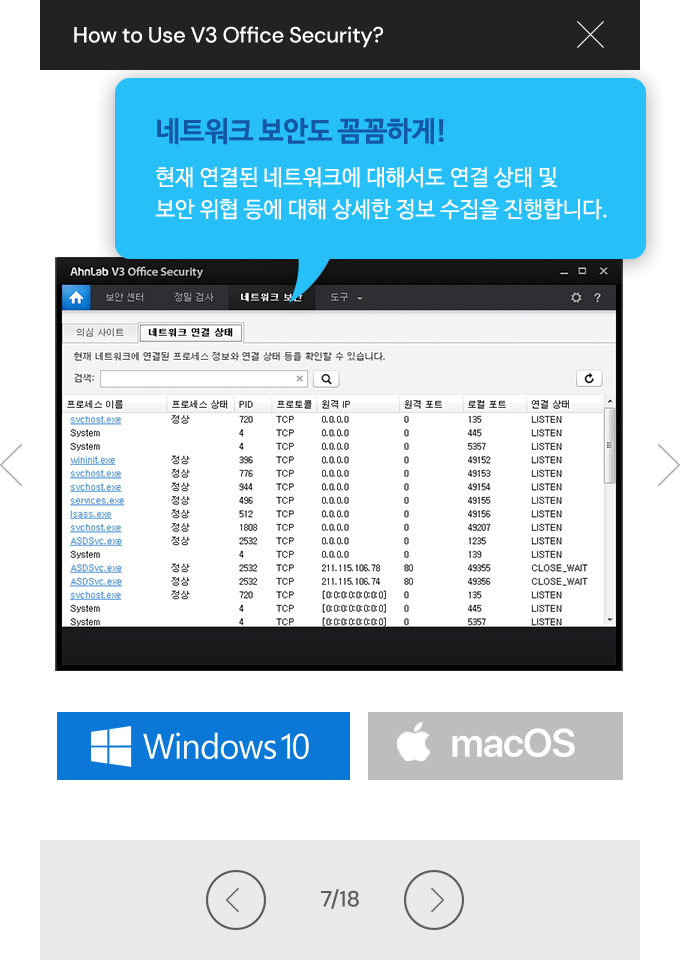 How to Use V3 Office Security?
네트워크 보안도 꼼꼼하게!
현재 연결된 네트워크에 대해서도 연결 상태 및
보안 위협 등에 대해 상세한 정보 수집을 진행합니다.
AhnLab V3 Office Security
보안 센터 정밀 검사 네트워크 보안 도구
의심 사이트 네트워크 연결 상태
현재 네트워크에 연결된 프로세스 정보와 연결 상태 등을 확인할 수 있습니다.
검색:
프로세스 이름 프로세스 상태 PID 프로토콜 원격 IP 원격 포트 로컬 포트 연결 상태
svchost.exe 정상 720 TCP 0.0.0.0 0 135 LISTEN
System 4 TCP 0.0.0.0 0 445 LISTEN
System 4 TCP 0.0.0.0 0 5357 LISTEN
wininit.exe 정상 396 TCP 0.0.0.0 0 49152 LISTEN
svchost.exe 정상 776 TCP 0.0.0.0 0 49153 LISTEN
svchost.exe 정상 944 TCP 0.0.0.0 0 49154 LISTEN
services.exe 정상 496 TCP 0.0.0.0 0 49155 LISTEN
lsass.exe 정상 512 TCP 0.0.0.0 0 49156 LISTEN
svchost.exe 정상 1808 TCP 0.0.0.0 0 49207 LISTEN
ASDSvc.exe 정상 2532 TCP 0.0.0.0 0 1235 LISTEN
System 4 TCP 0.0.0.0 0 139 LISTEN
ASDSvc.exe 정상 2532 TCP 211.115.106.78 80 49355 CLOSE_WAIT
ASDSvc.exe 정상 2532 TCP 211.115.106.74 80 49356 CLOSE_WAIT
svchost.exe 정상 720 TCP [0:0:0:0:0:0:0:0] 0 135 LISTEN
System 4 TCP [0:0:0:0:0:0:0:0] 0 445 LISTEN
System 4 TCP [0:0:0:0:0:0:0:0] 0 5357 LISTEN
Windows 10 macOS
7/18